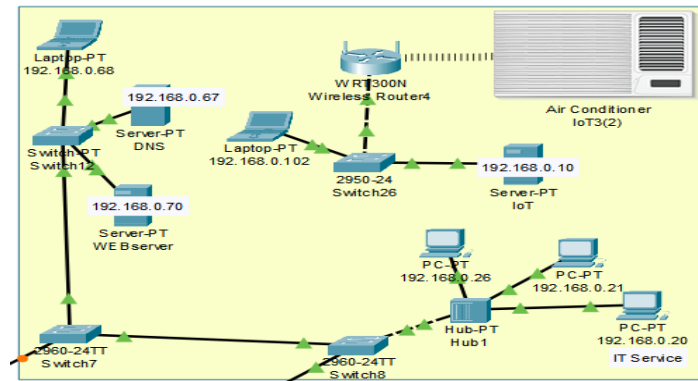 Laptop-PT
192.168.0.68
192.168.0.67
Server-PT
DNS
Switch-PT
Switch12
192.168.0.70
Server-PT
WEBserver
WRT300N
Wireless Router4
Air Conditioner
IoT3(2)
Laptop-PT
192.168.0.102
2950-24
Switch26
192.168.0.10
Server-PT
IoT
PC-PT
192.168.0.26
PC-PT
192.168.0.21
Hub-PT
Hub1
PC-PT
192.168.0.20
IT Service
2960-24TT
Switch7
2960-24TT
Switch8